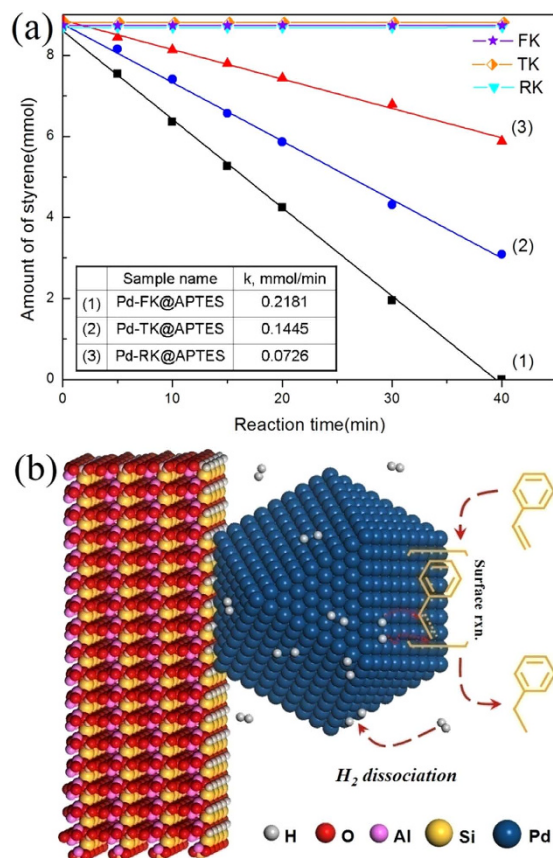 (a)
FK
TK
RK
(3)
(2)
(1)
Amount of of styrene(mmol)
8
6
4
2
0
Sample name k, mmol/min
(1) Pd-FK@APTES 0.2181
(2) Pd-TK@APTES 0.1445
(3) Pd-RK@APTES 0.0726
0 10 20 30 40
Reaction time(min)
(b)
Surface rxn.
H2 dissociation
H O Al Si Pd